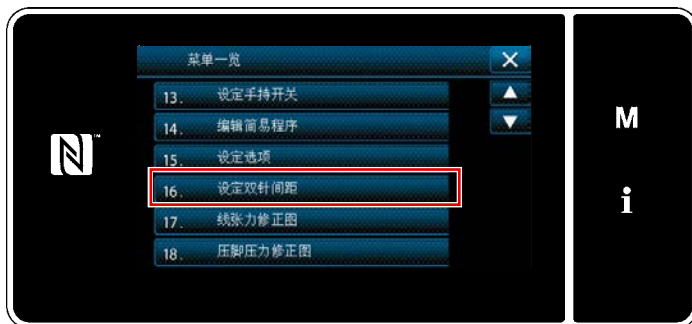 菜单一览
13. 设定手持开关
14. 编辑简易程序
15. 设定选项
16. 设定双针间距
17. 线张力修正图
18. 压脚压力修正图
M
i